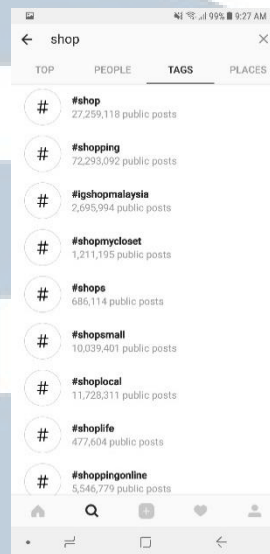 99% 9:27 AM
shop
TOP PEOPLE TAGS PLACES
#shop
27,259,118 public posts
#shopping
72,293,092 public posts
#igshopmalaysia
2,695,994 public posts
#shopmycloset
1,211,195 public posts
#shops
686,114 public posts
#shopsmall
10,039,401 public posts
#shoplocal
11,728,311 public posts
#shoplife
477,604 public posts
#shoppingonline
5,546,779 public posts